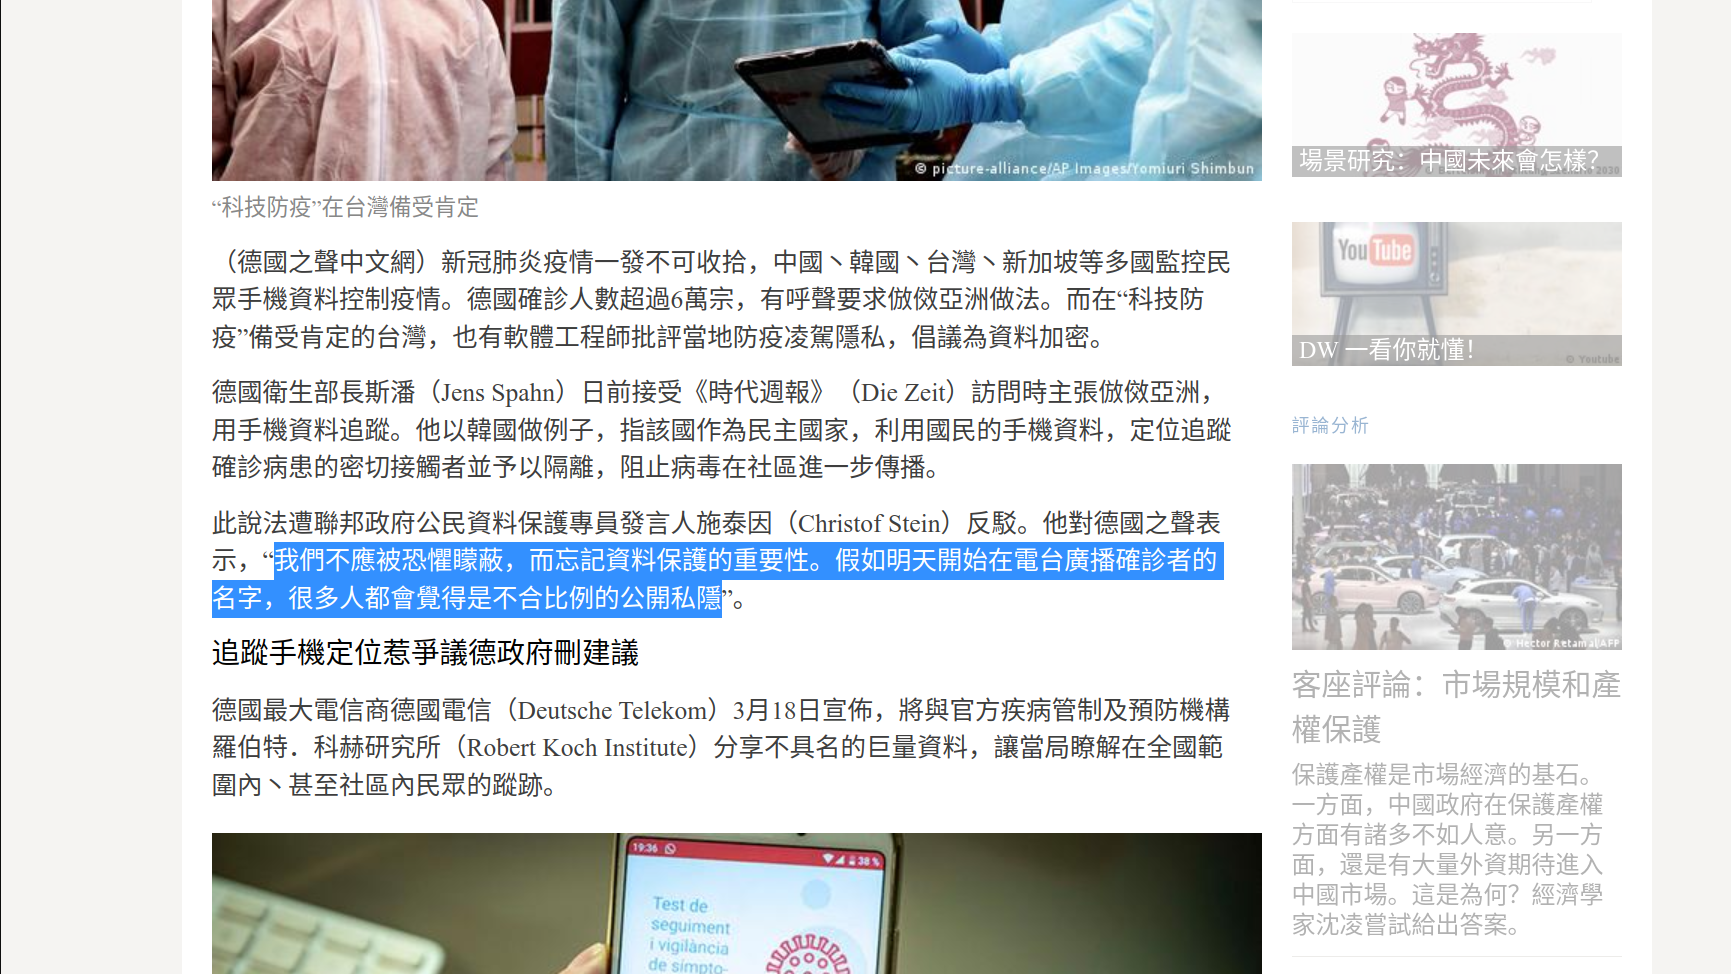 © picture-alliance/AP Images/Yomiuri Shimbun
“科技防疫”在台灣備受肯定
（德國之聲中文網）新冠肺炎疫情一發不可收拾，中國丶韓國丶台灣丶新加坡等多國監控民
眾手機資料控制疫情。德國確診人數超過6萬宗，有呼聲要求倣傚亞洲做法。而在“科技防
疫”備受肯定的台灣，也有軟體工程師批評當地防疫凌駕隱私，倡議為資料加密。
德國衛生部長斯潘（Jens Spahn）日前接受《時代週報》（Die Zeit）訪問時主張倣傚亞洲，
用手機資料追蹤。他以韓國做例子，指該國作為民主國家，利用國民的手機資料，定位追蹤
確診病患的密切接觸者並予以隔離，阻止病毒在社區進一步傳播。
此說法遭聯邦政府公民資料保護專員發言人施泰因（Christof Stein）反駁。他對德國之聲表
示，“我們不應被恐懼矇蔽，而忘記資料保護的重要性。假如明天開始在電台廣播確診者的
名字，很多人都會覺得是不合比例的公開私隱”。
追蹤手機定位惹爭議德政府刪建議
德國最大電信商德國電信（Deutsche Telekom）3月18日宣佈，將與官方疾病管制及預防機構
羅伯特．科赫研究所（Robert Koch Institute）分享不具名的巨量資料，讓當局瞭解在全國範
圍內丶甚至社區內民眾的蹤跡。
19:36
38 %
Test de
seguiment
i vigilància
de simpto-
場景研究：中國未來會怎樣？
2030
YouTube
DW 一看你就懂！
© Youtube
評論分析
© Hector Retamal/AFP
客座評論：市場規模和產
權保護
保護產權是市場經濟的基石。
一方面，中國政府在保護產權
方面有諸多不如人意。另一方
面，還是有大量外資期待進入
中國市場。這是為何？經濟學
家沈凌嘗試給出答案。